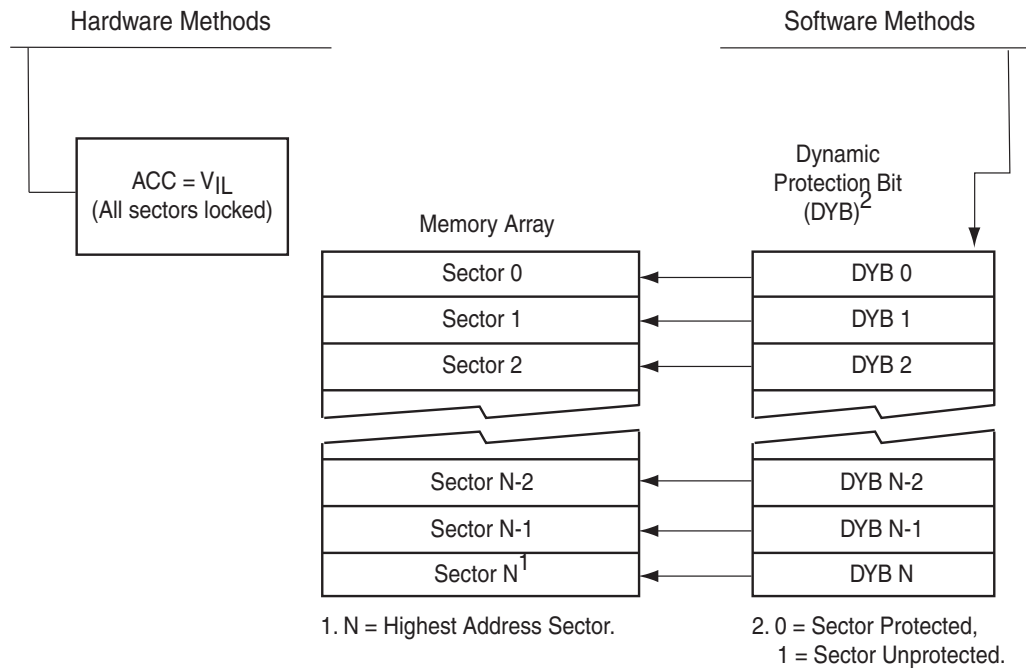 Hardware Methods
Software Methods
ACC = VIL
(All sectors locked)
Dynamic
Protection Bit
(DYB)2
Memory Array
Sector 0
DYB 0
Sector 1
DYB 1
Sector 2
DYB 2
Sector N-2
DYB N-2
Sector N-1
DYB N-1
Sector N1
DYB N
1. N = Highest Address Sector.
2. 0 = Sector Protected,
1 = Sector Unprotected.